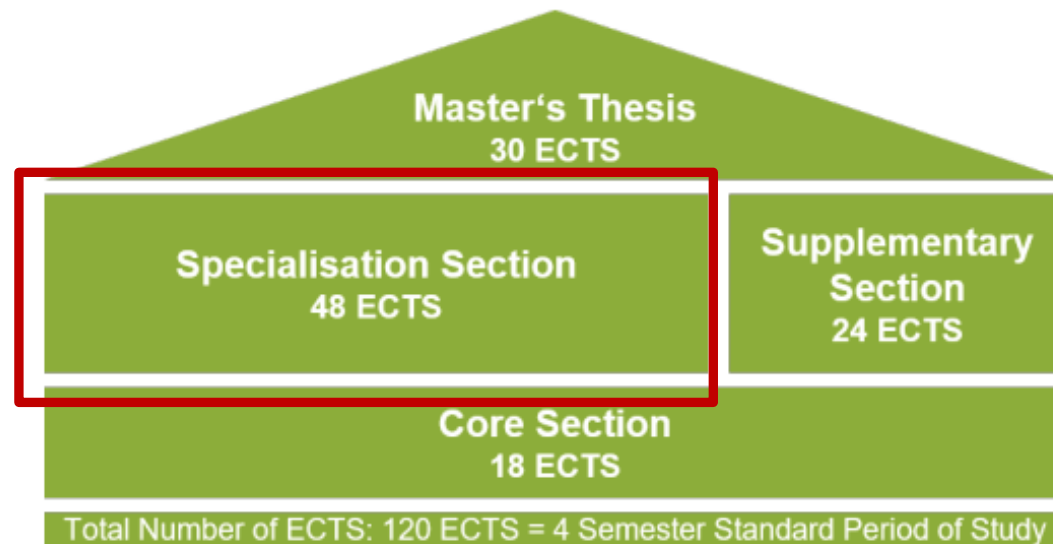 Master‘s Thesis
30 ECTS
Specialisation Section
48 ECTS
Supplementary
Section
24 ECTS
Core Section
18 ECTS
Total Number of ECTS: 120 ECTS = 4 Semester Standard Period of Study